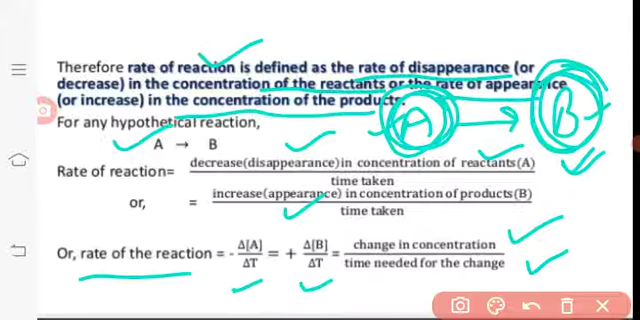 Therefore rate of reaction is defined as the rate of disappearance (or
decrease) in the concentration of the reactants or the rate of appearance
(or increase) in the concentration of the products.
For any hypothetical reaction,
A → B
Rate of reaction= decrease(disappearance)in concentration of reactants(A)
time taken
or, = increase(appearance) in concentration of products(B)
time taken
Or, rate of the reaction = - Δ[A]/ΔT = + Δ[B]/ΔT = change in concentration
time needed for the change
A → B